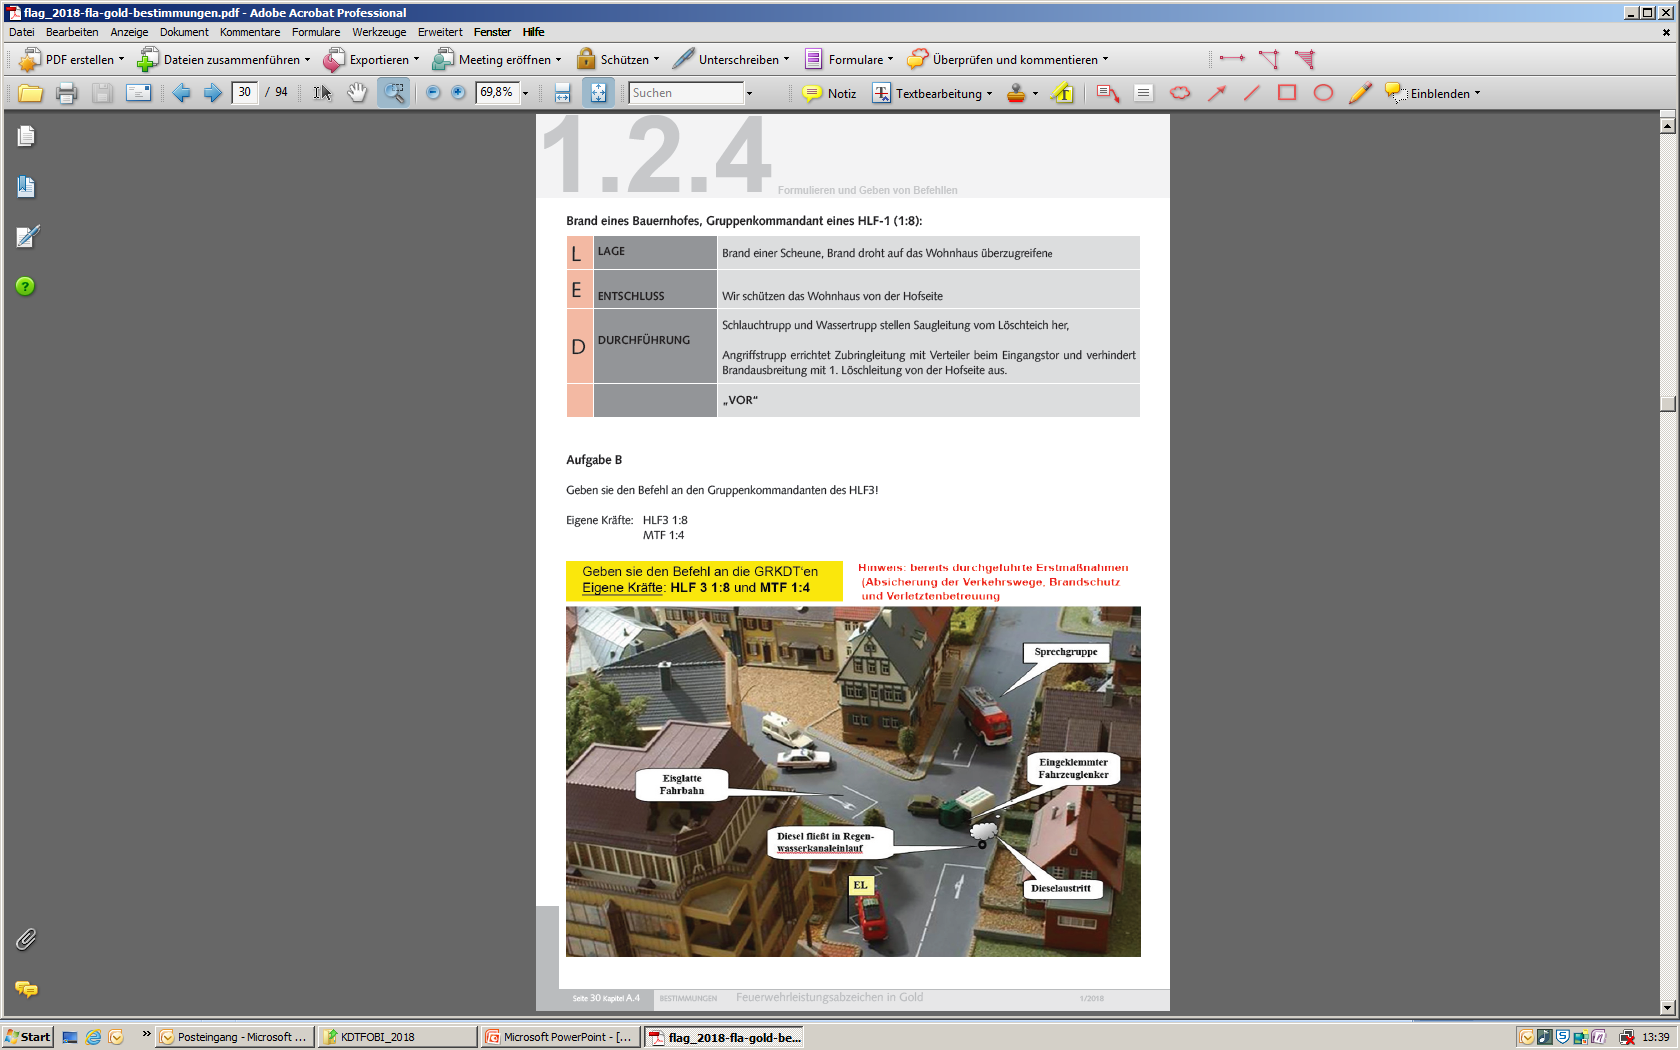 flag_2018-fla-gold-bestimmungen.pdf - Adobe Acrobat Professional
Datei Bearbeiten Anzeige Dokument Kommentare Formulare Werkzeuge Erweitert Fenster Hilfe
PDF erstellen Dateien zusammenführen Exportieren Meeting eröffnen Schützen Unterschreiben Formulare Überprüfen und kommentieren
30 / 94 69,8% Suchen Notiz Textbearbeitung Einblenden
1.2.4
Formulieren und Geben von Befehllen
Brand eines Bauernhofes, Gruppenkommandant eines HLF-1 (1:8):
L LAGE Brand einer Scheune, Brand droht auf das Wohnhaus überzugreifene
E ENTSCHLUSS Wir schützen das Wohnhaus von der Hofseite
D DURCHFÜHRUNG Schlauchtrupp und Wassertrupp stellen Saugleitung vom Löschteich her,
Angriffstrupp errichtet Zubringleitung mit Verteiler beim Eingangstor und verhindert
Brandausbreitung mit 1. Löschleitung von der Hofseite aus.
„VOR“
Aufgabe B
Geben sie den Befehl an den Gruppenkommandanten des HLF3!
Eigene Kräfte: HLF3 1:8
MTF 1:4
Geben sie den Befehl an die GRKDT'en
Eigene Kräfte: HLF 3 1:8 und MTF 1:4
Hinweis: bereits durchgeführte Erstmaßnahmen
(Absicherung der Verkehrswege, Brandschutz
und Verletztenbetreuung
Sprechgruppe
Eingeklemmter
Fahrzeuglenker
Eisglatte
Fahrbahn
Diesel fließt in Regen-
wasserkanaleinlauf
EL
Dieselaustritt
Seite 30 Kapitel A.4 BESTIMMUNGEN Feuerwehrleistungsabzeichen in Gold 1/2018
Start Posteingang - Microsoft ... KDTFOBI_2018 Microsoft PowerPoint - [... flag_2018-fla-gold-be... 13:39